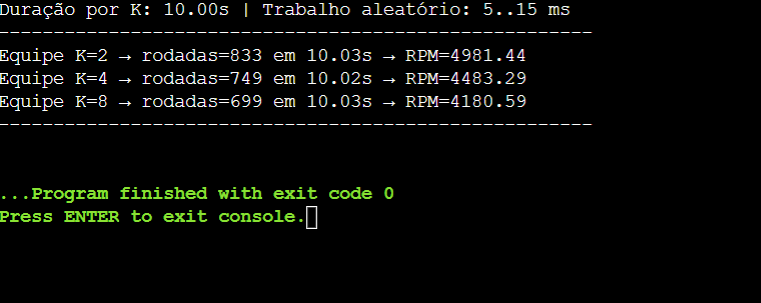 Duração por K: 10.00s | Trabalho aleatório: 5..15 ms
------------------------------------------------------
Equipe K=2 → rodadas=833 em 10.03s → RPM=4981.44
Equipe K=4 → rodadas=749 em 10.02s → RPM=4483.29
Equipe K=8 → rodadas=699 em 10.03s → RPM=4180.59
------------------------------------------------------
...Program finished with exit code 0
Press ENTER to exit console.